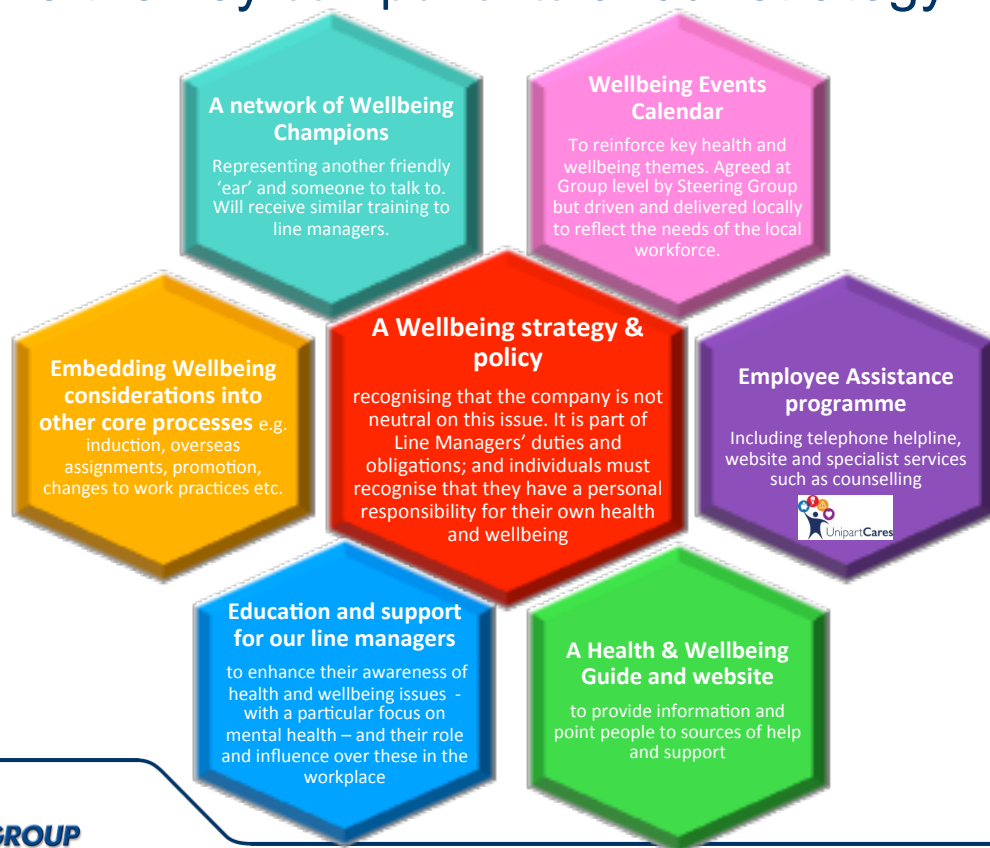 A network of Wellbeing
Champions
Representing another friendly
‘ear’ and someone to talk to.
Will receive similar training to
line managers.
Wellbeing Events
Calendar
To reinforce key health and
wellbeing themes. Agreed at
Group level by Steering Group
but driven and delivered locally
to reflect the needs of the local
workforce.
Embedding Wellbeing
considerations into
other core processes e.g.
induction, overseas
assignments, promotion,
changes to work practices etc.
A Wellbeing strategy &
policy
recognising that the company is not
neutral on this issue. It is part of
Line Managers’ duties and
obligations; and individuals must
recognise that they have a personal
responsibility for their own health
and wellbeing
Employee Assistance
programme
Including telephone helpline,
website and specialist services
such as counselling
UnipartCares
Education and support
for our line managers
to enhance their awareness of
health and wellbeing issues -
with a particular focus on
mental health – and their role
and influence over these in the
workplace
A Health & Wellbeing
Guide and website
to provide information and
point people to sources of help
and support
GROUP